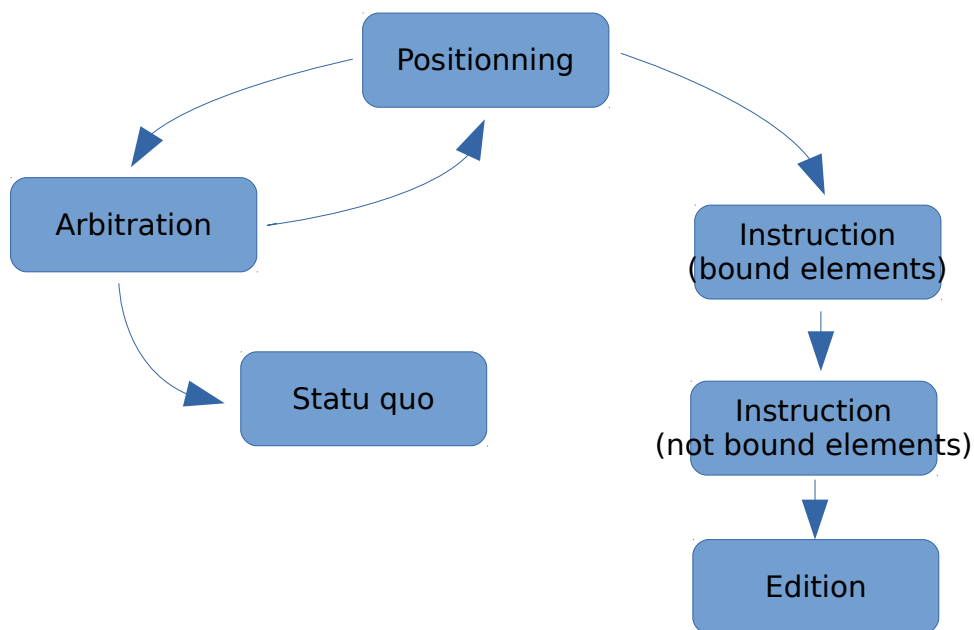 Positionning
Arbitration
Instruction
(bound elements)
Statu quo
Instruction
(not bound elements)
Edition